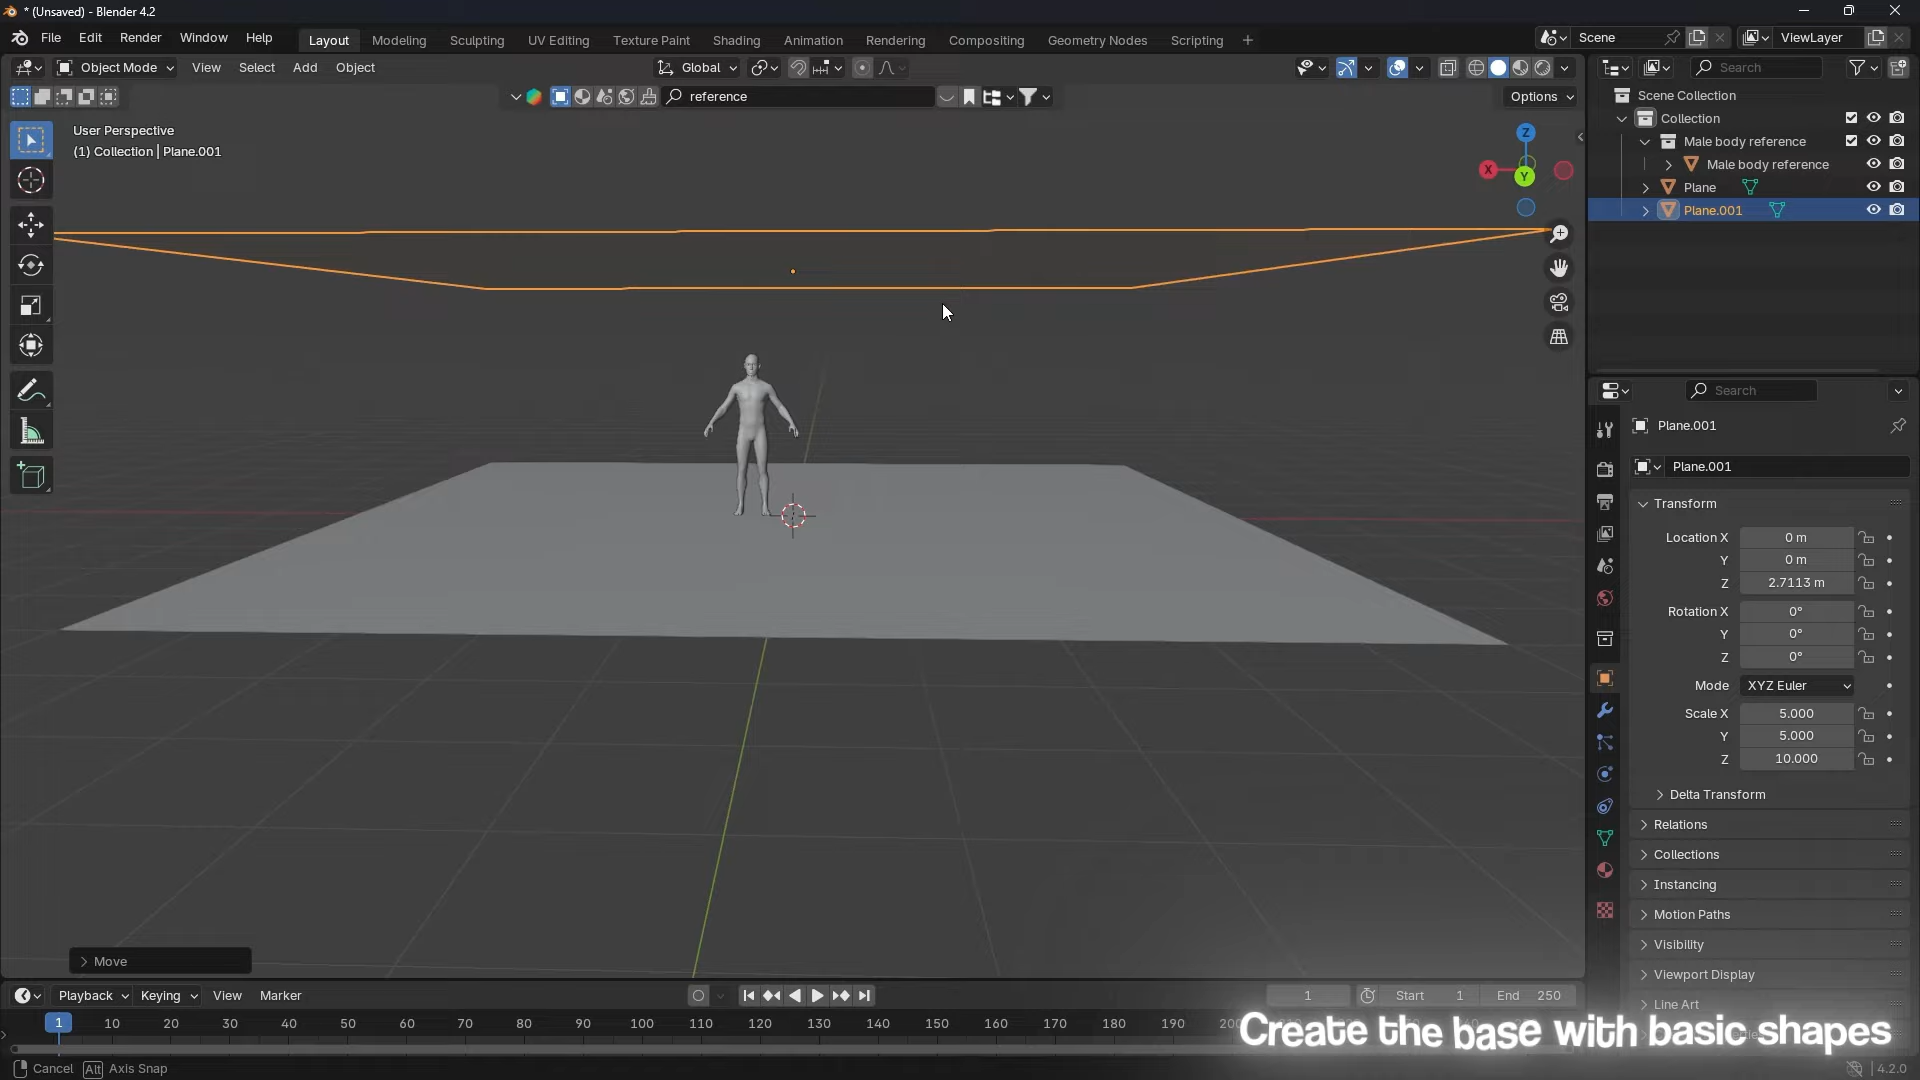 * (Unsaved) - Blender 4.2
File Edit Render Window Help Layout Modeling Sculpting UV Editing Texture Paint Shading Animation Rendering Compositing Geometry Nodes Scripting + Scene ViewLayer
Object Mode View Select Add Object Global Search
reference Options
User Perspective
(1) Collection | Plane.001
Z
X
Y
Scene Collection
Collection
Male body reference
Male body reference
Plane
Plane.001
Search
Plane.001
Plane.001
Transform
Location X 0 m
Y 0 m
Z 2.7113 m
Rotation X 0°
Y 0°
Z 0°
Mode XYZ Euler
Scale X 5.000
Y 5.000
Z 10.000
Delta Transform
Relations
Collections
Instancing
Motion Paths
Visibility
Viewport Display
Line Art
Move
Playback Keying View Marker 1 Start 1 End 250
1 10 20 30 40 50 60 70 80 90 100 110 120 130 140 150 160 170 180 190
Create the base with basic shapes
Cancel Alt Axis Snap 4.2.0